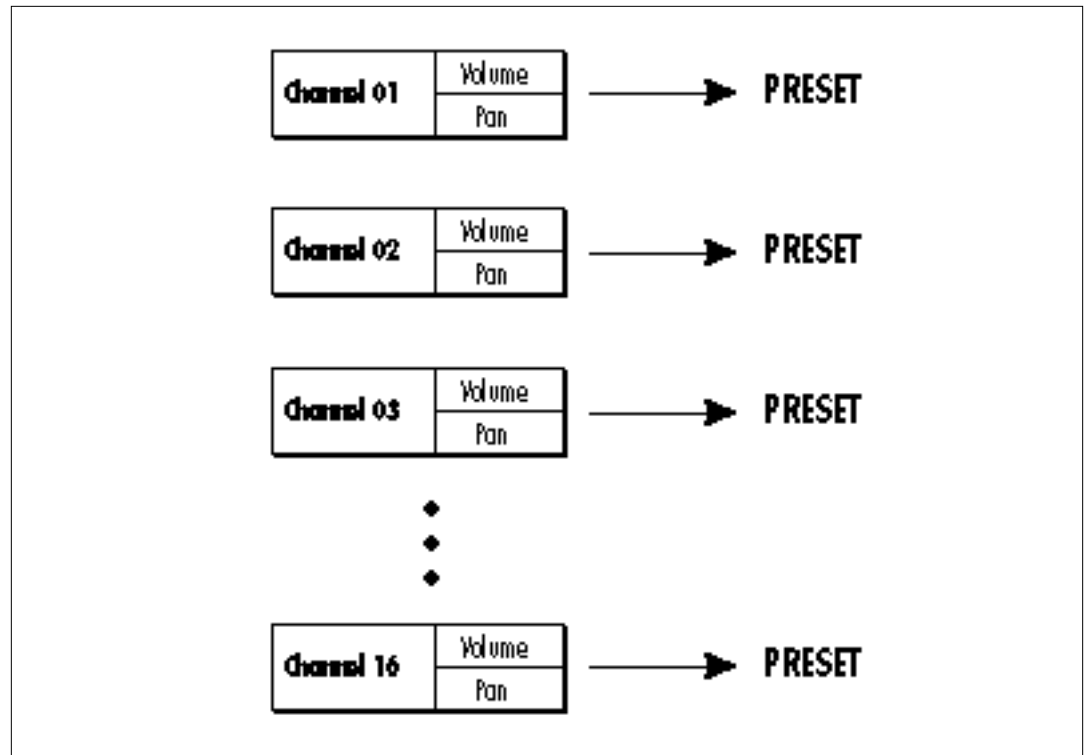 Channel 01 Volume PRESET
Pan
Channel 02 Volume PRESET
Pan
Channel 03 Volume PRESET
Pan
Channel 16 Volume PRESET
Pan